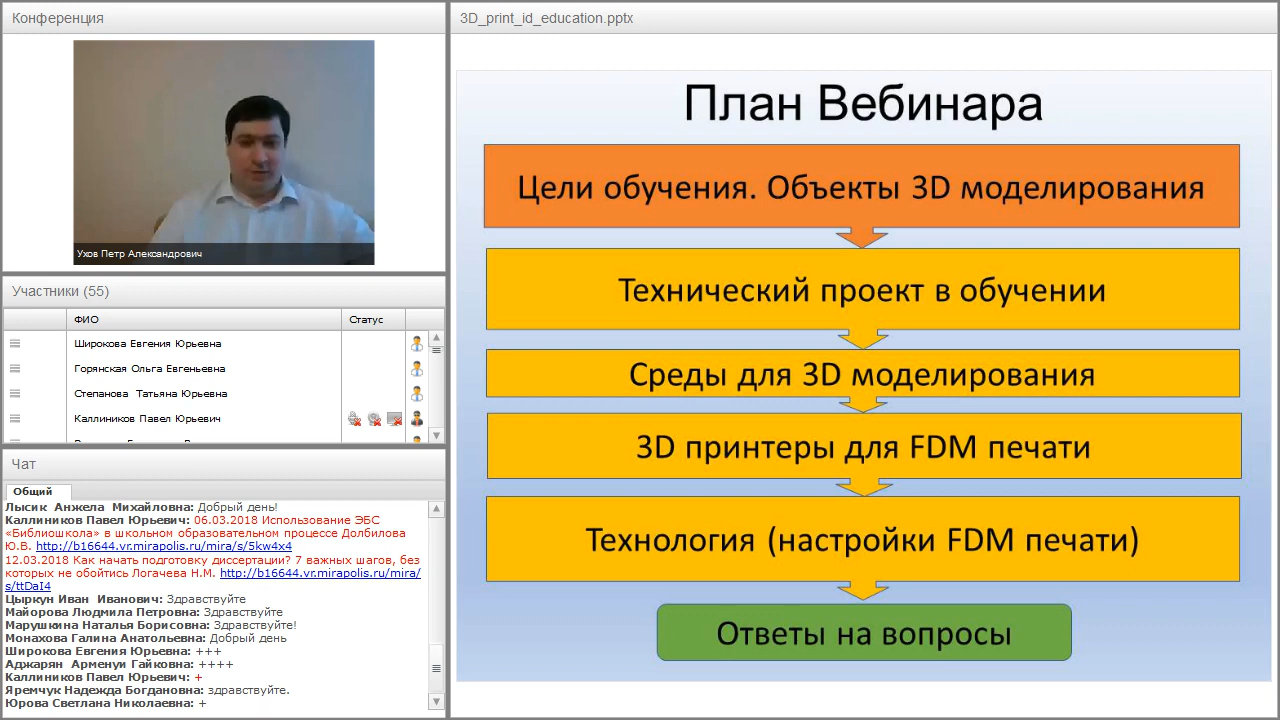 Конференция
Ухов Петр Александрович
Участники (55)
ФИО
Статус
Широкова Евгения Юрьевна
Горянская Ольга Евгеньевна
Степанова Татьяна Юрьевна
Каллиников Павел Юрьевич
Чат
Общий
Лысик Анжела Михайловна: Добрый день!
Каллиников Павел Юрьевич: 06.03.2018 Использование ЭБС
«Библиошкола» в школьном образовательном процессе Долбилова
Ю.В. http://b16644.vr.mirapolis.ru/mira/s/5kw4x4
12.03.2018 Как начать подготовку диссертации? 7 важных шагов, без
которых не обойтись Логачева Н.М. http://b16644.vr.mirapolis.ru/mira/
s/ttDaI4
Цыркун Иван Иванович: Здравствуйте
Майорова Людмила Петровна: Здравствуйте
Марушкина Наталья Борисовна: Здравствуйте!
Монахова Галина Анатольевна: Добрый день
Широкова Евгения Юрьевна: +++
Аджарян Арменуи Гайковна: ++++
Каллиников Павел Юрьевич: +
Яремчук Надежда Богдановна: здравствуйте.
Юрова Светлана Николаевна: +
3D_print_id_education.pptx
План Вебинара
Цели обучения. Объекты 3D моделирования
Технический проект в обучении
Среды для 3D моделирования
3D принтеры для FDM печати
Технология (настройки FDM печати)
Ответы на вопросы